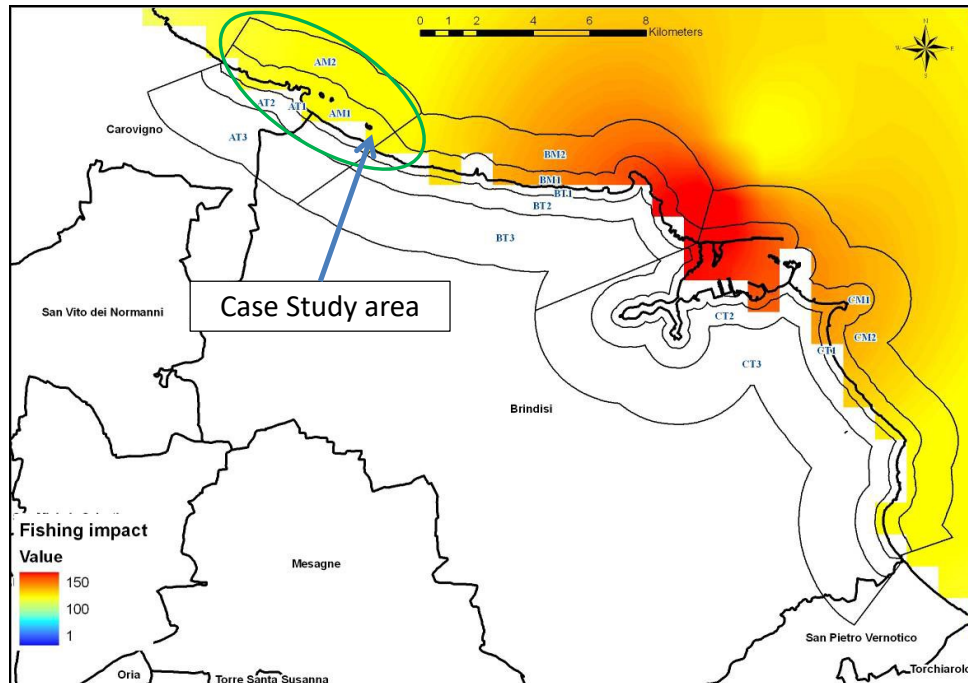 0 1 2 4 6 8
Kilometers
N
W E
S
AM2
AT2
AT1
AM1
Carovigno
AT3
BM2
BM1
BT1
BT2
BT3
Case Study area
San Vito dei Normanni
CM1
CT2
CM2
CT1
CT3
Brindisi
Fishing impact
Value
150
100
1
Mesagne
San Pietro Vernotico
Oria
Torre Santa Susanna
Torchiarolo